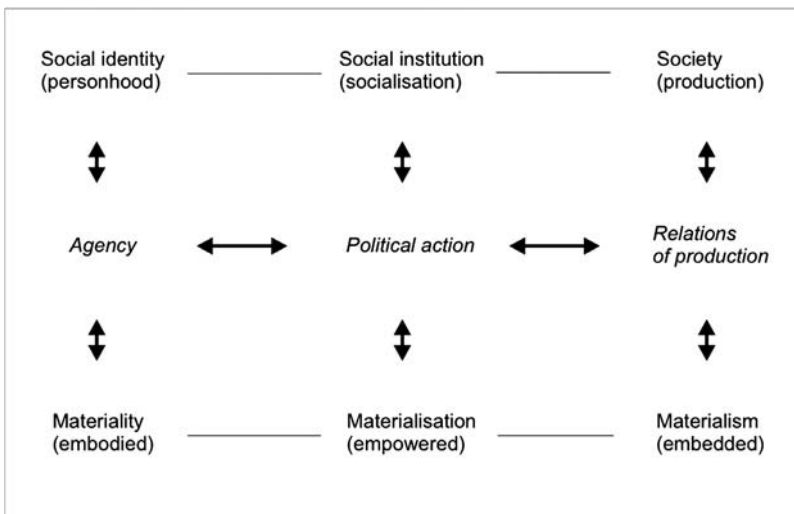 Social identity
(personhood)
Social institution
(socialisation)
Society
(production)
Agency
Political action
Relations
of production
Materiality
(embodied)
Materialisation
(empowered)
Materialism
(embedded)